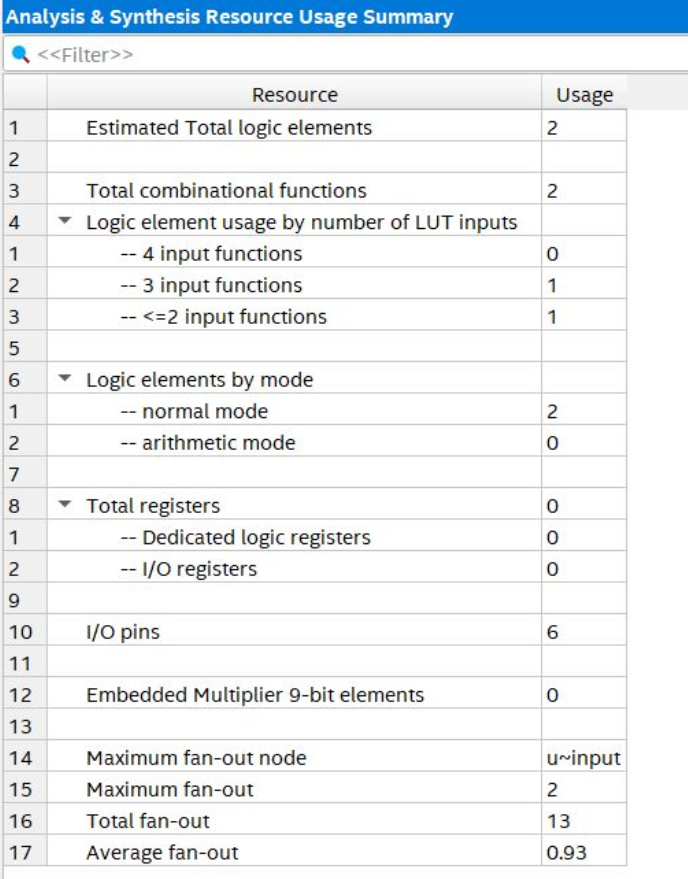 Analysis & Synthesis Resource Usage Summary
<<Filter>>
Resource Usage
1 Estimated Total logic elements 2
2
3 Total combinational functions 2
4 Logic element usage by number of LUT inputs
1 -- 4 input functions 0
2 -- 3 input functions 1
3 -- <=2 input functions 1
5
6 Logic elements by mode
1 -- normal mode 2
2 -- arithmetic mode 0
7
8 Total registers 0
1 -- Dedicated logic registers 0
2 -- I/O registers 0
9
10 I/O pins 6
11
12 Embedded Multiplier 9-bit elements 0
13
14 Maximum fan-out node u~input
15 Maximum fan-out 2
16 Total fan-out 13
17 Average fan-out 0.93